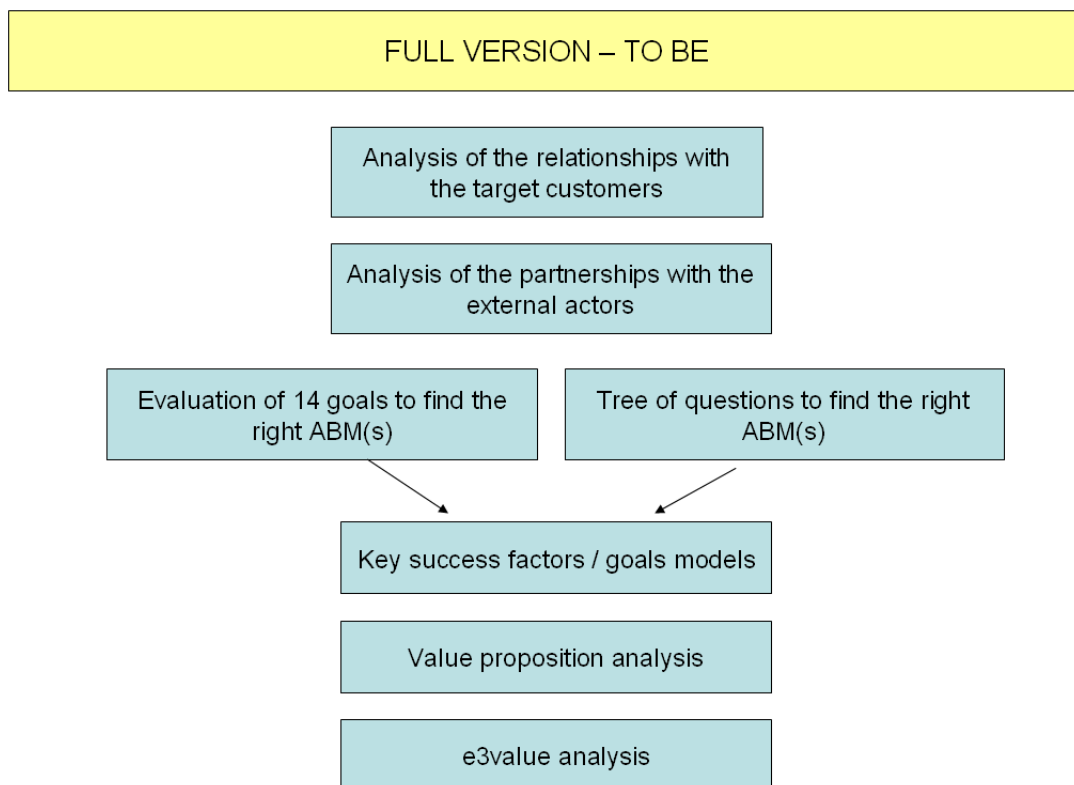 FULL VERSION – TO BE
Analysis of the relationships with
the target customers
Analysis of the partnerships with the
external actors
Evaluation of 14 goals to find the
right ABM(s)
Tree of questions to find the right
ABM(s)
Key success factors / goals models
Value proposition analysis
e3value analysis